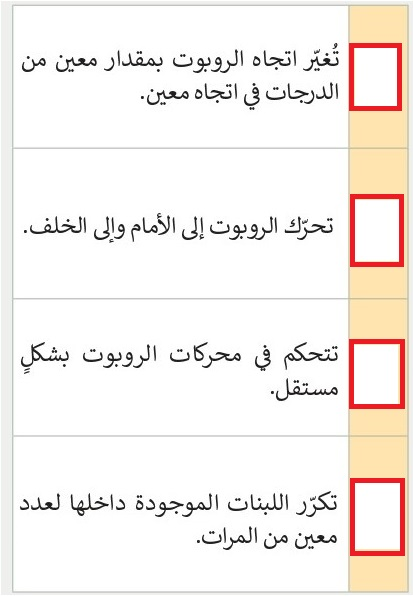 تُغيّر اتجاه الروبوت بمقدار معين من
الدرجات في اتجاه معين.
تحرّك الروبوت إلى الأمام وإلى الخلف.
تتحكم في محركات الروبوت بشكلٍ
مستقل.
تكرّر اللبنات الموجودة داخلها لعدد
معين من المرات.